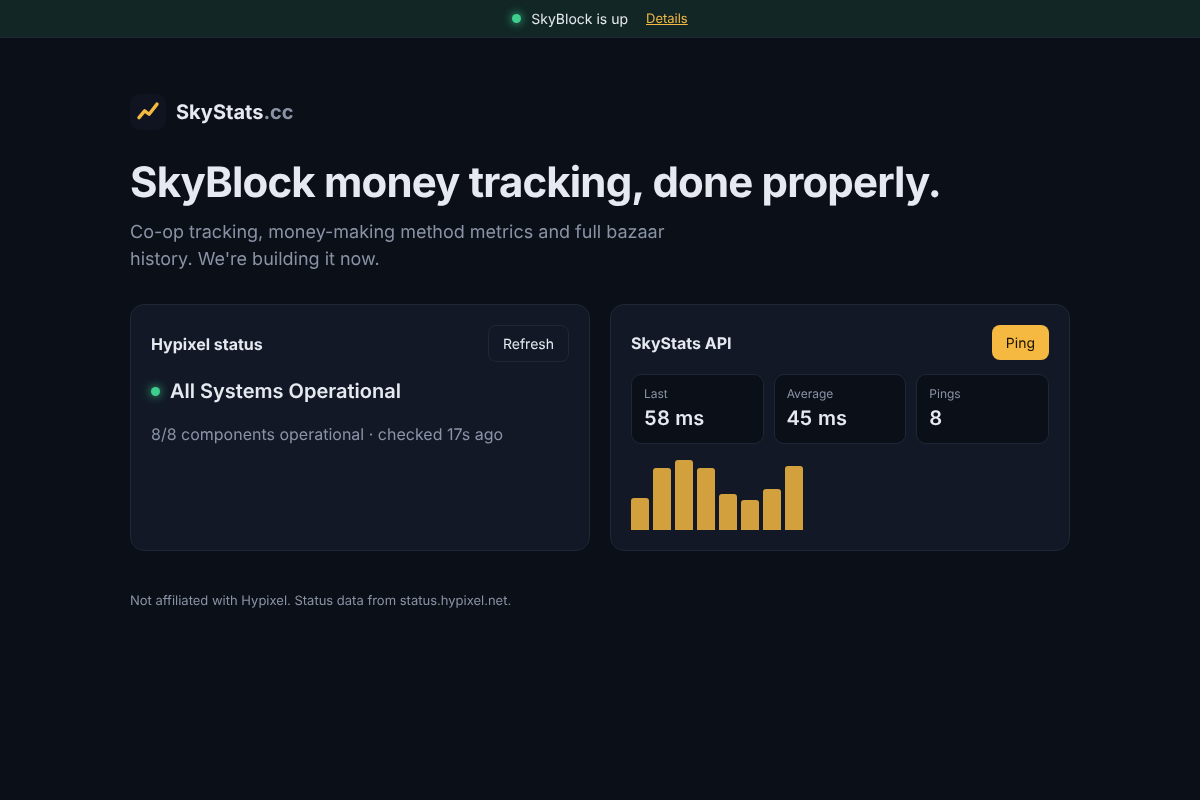 SkyBlock is up Details
SkyStats.cc
SkyBlock money tracking, done properly.
Co-op tracking, money-making method metrics and full bazaar
history. We're building it now.
Hypixel status
Refresh
All Systems Operational
8/8 components operational · checked 17s ago
SkyStats API
Ping
Last
58 ms
Average
45 ms
Pings
8
Not affiliated with Hypixel. Status data from status.hypixel.net.